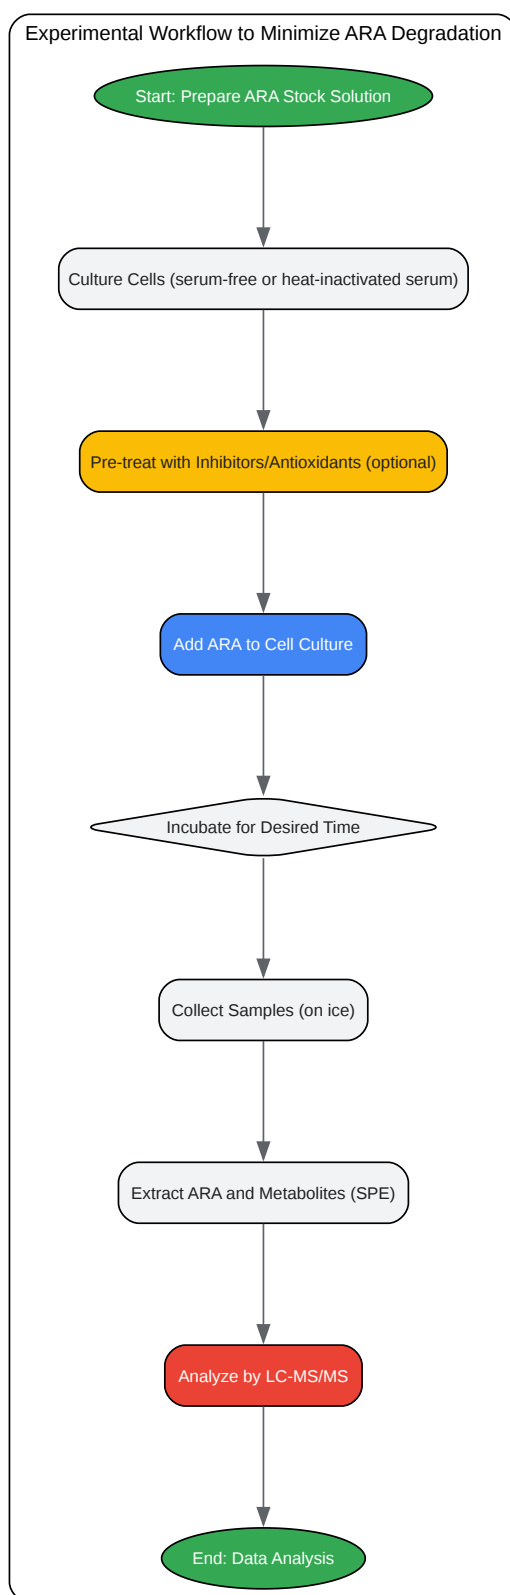 Experimental Workflow to Minimize ARA Degradation
Start: Prepare ARA Stock Solution
Culture Cells (serum-free or heat-inactivated serum)
Pre-treat with Inhibitors/Antioxidants (optional)
Add ARA to Cell Culture
Incubate for Desired Time
Collect Samples (on ice)
Extract ARA and Metabolites (SPE)
Analyze by LC-MS/MS
End: Data Analysis